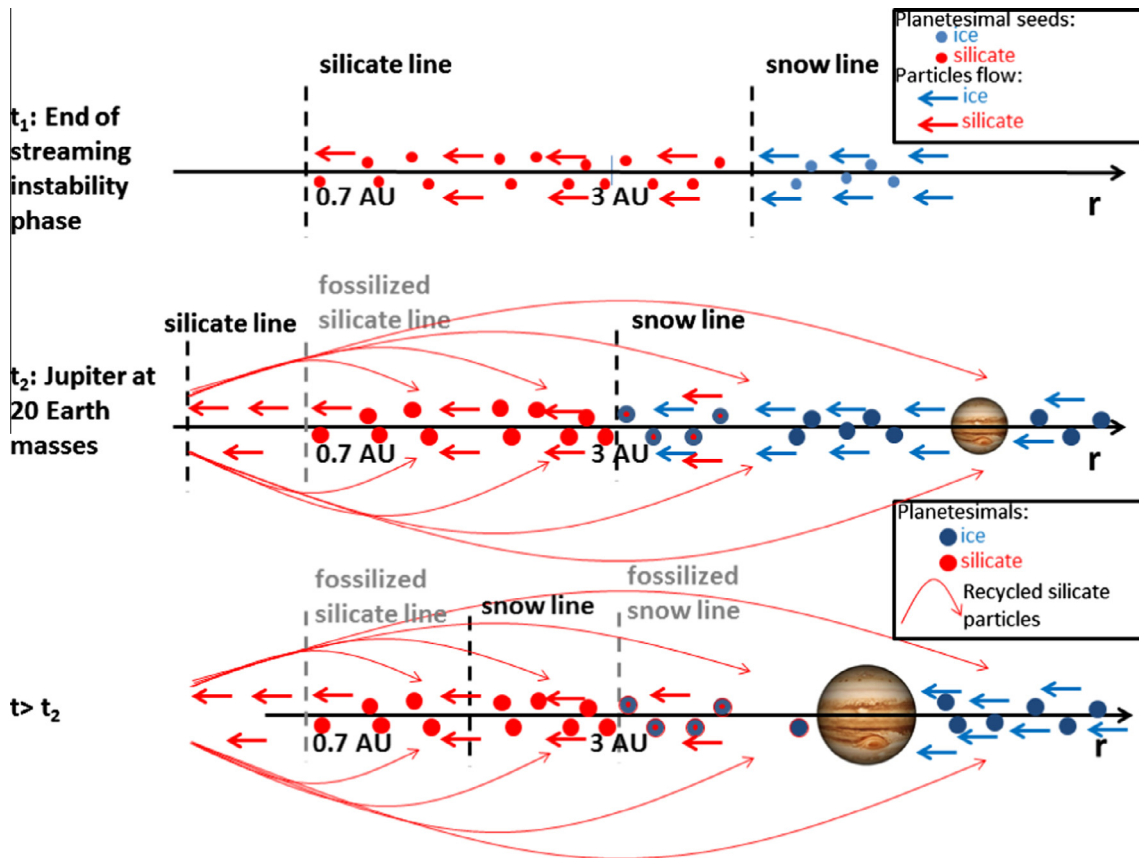 Planetesimal seeds:
ice
silicate
Particles flow:
ice
silicate
silicate line
snow line
t1: End of
streaming
instability
phase
0.7 AU
3 AU
r
fossilized
silicate line
silicate line
snow line
t2: Jupiter at
20 Earth
masses
0.7 AU
3 AU
r
Planetesimals:
ice
silicate
Recycled silicate
particles
fossilized
silicate line
snow line
fossilized
snow line
t> t2
0.7 AU
3 AU
r